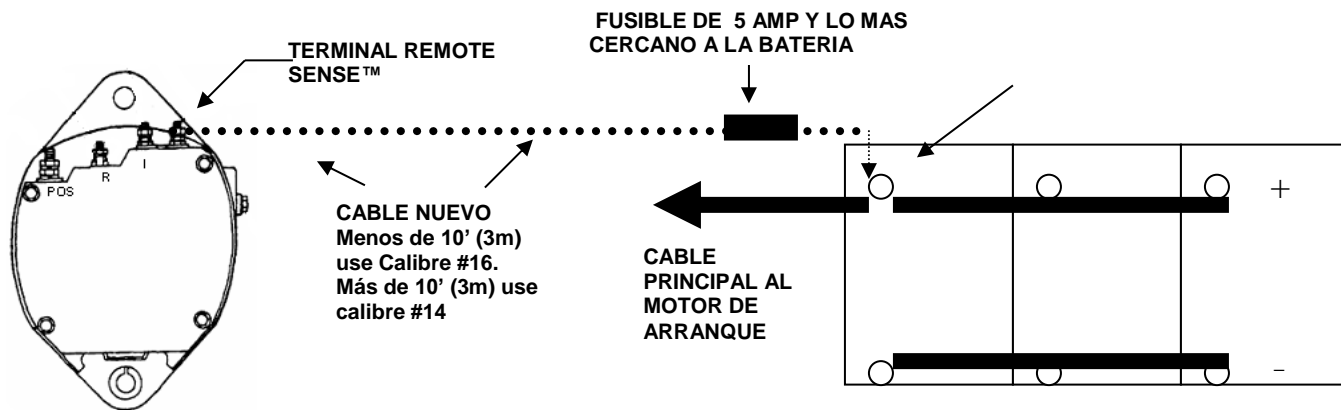 FUSIBLE DE 5 AMP Y LO MAS
CERCANO A LA BATERIA
TERMINAL REMOTE
SENSE™
POS
R
I
CABLE NUEVO
Menos de 10’ (3m)
use Calibre #16.
Más de 10’ (3m) use
calibre #14
CABLE
PRINCIPAL AL
MOTOR DE
ARRANQUE
+
-